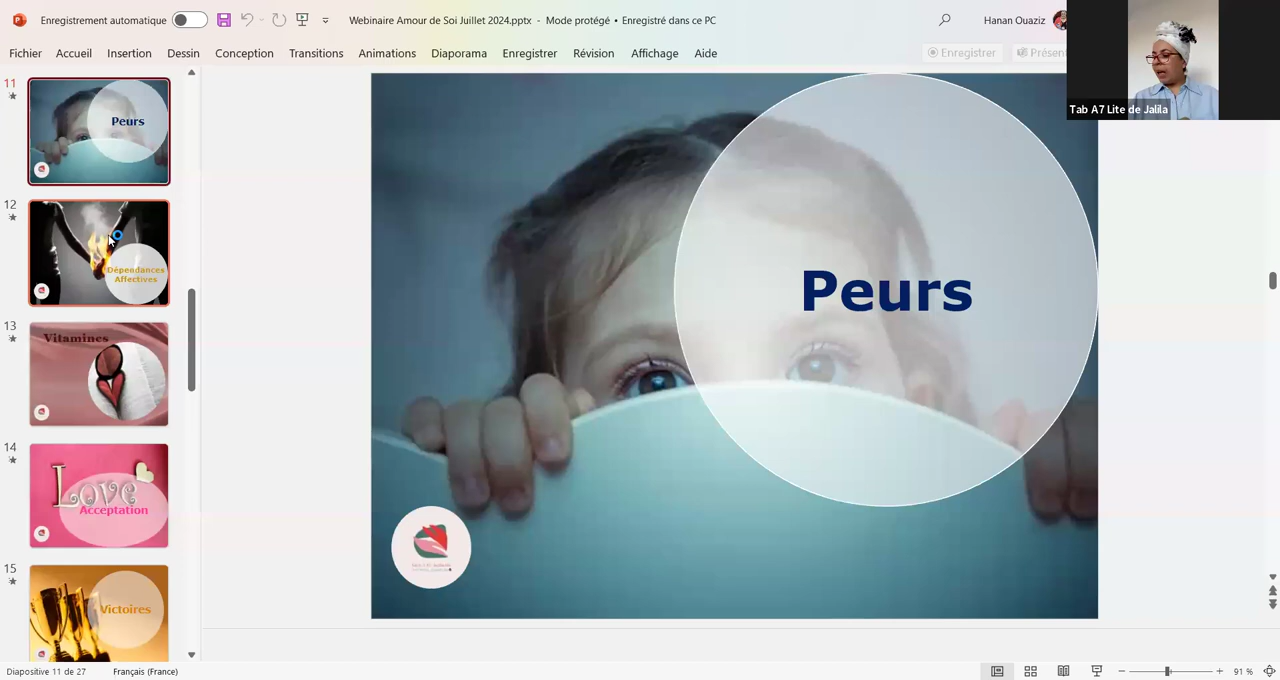 Enregistrement automatique
Webinaire Amour de Soi Juillet 2024.pptx - Mode protégé • Enregistré dans ce PC
Hanan Ouaziz
Fichier Accueil Insertion Dessin Conception Transitions Animations Diaporama Enregistrer Révision Affichage Aide
Enregistrer Présent
Tab A7 Lite de Jalila
11
Peurs
12
Dépendances
Affectives
13
Vitamines
14
Love
Acceptation
15
Victoires
Peurs
Diapositive 11 de 27 Français (France)
91 %